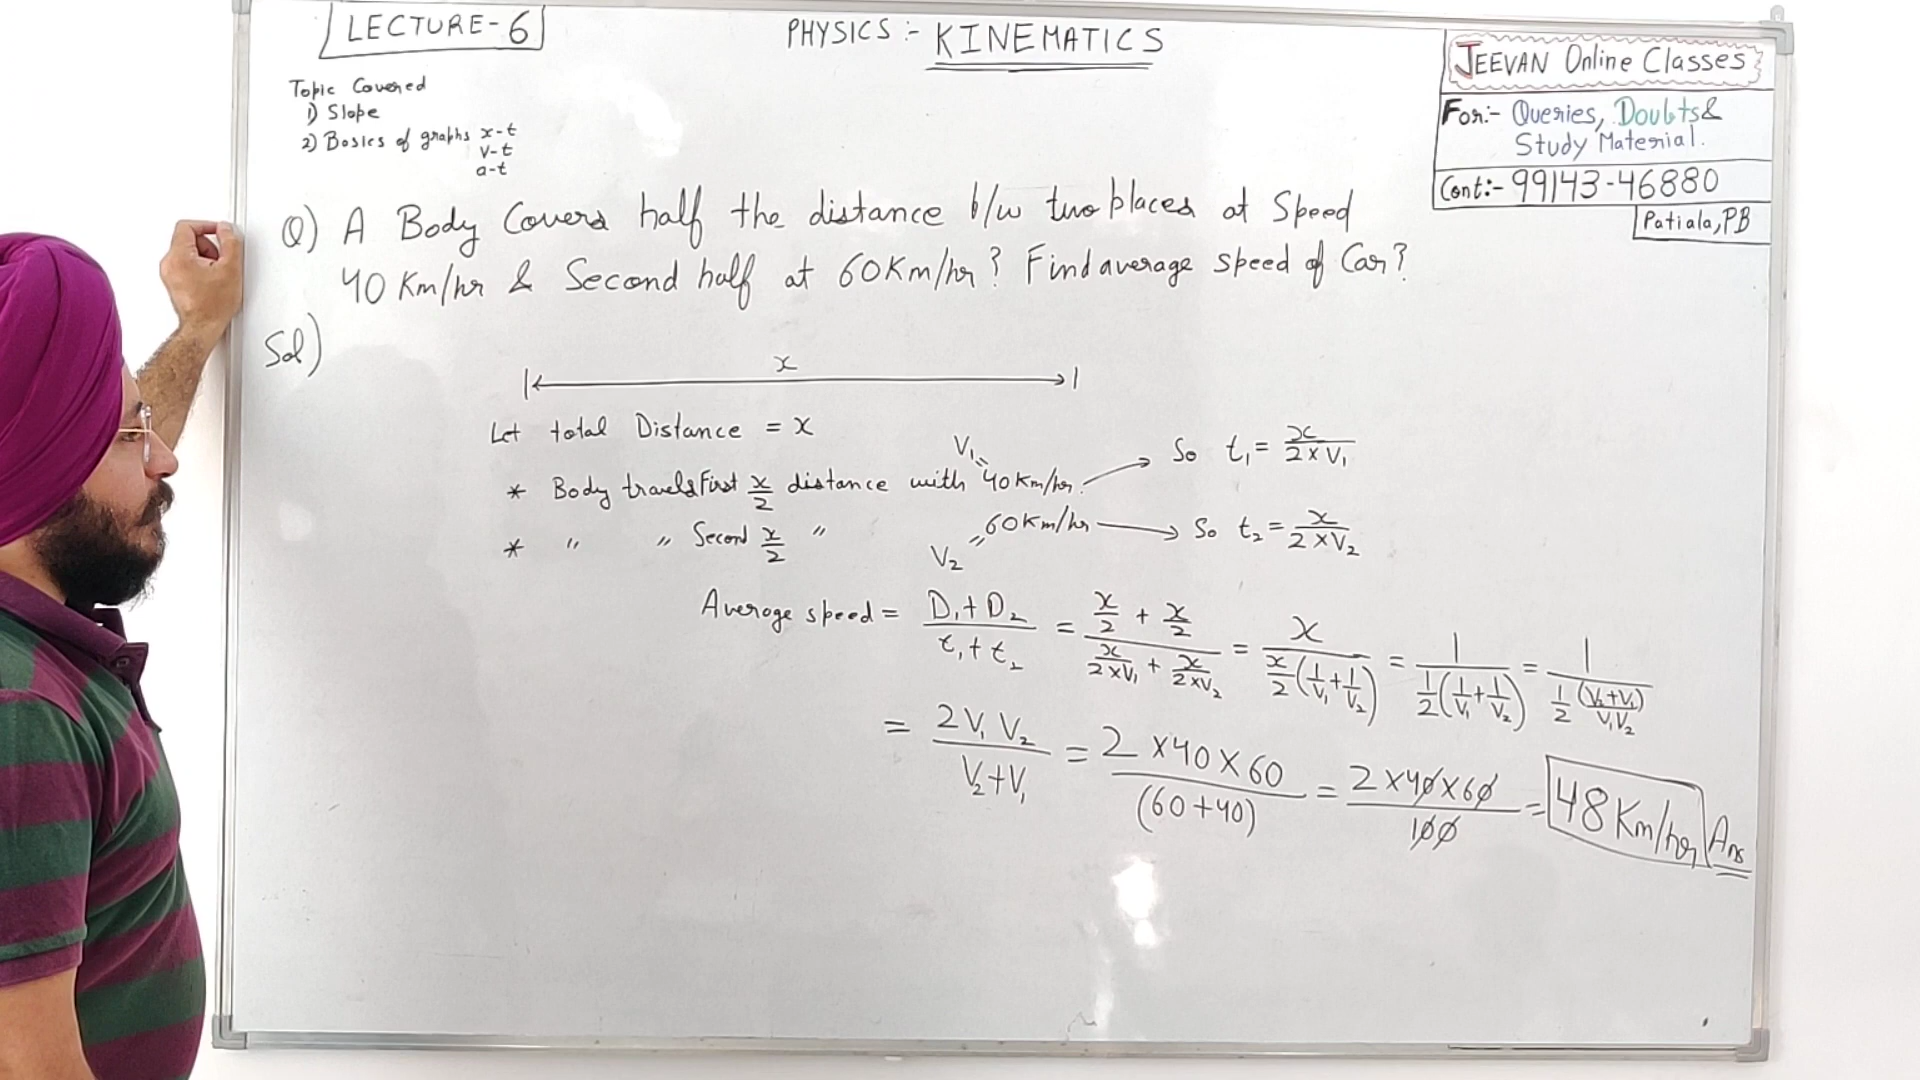 LECTURE-6
PHYSICS:- KINEMATICS
JEEVAN Online Classes
For:- Queries, Doubts &
Study Material.
Cont:- 99143-46880
Patiala, PB
Topic Covered
1) Slope
2) Basics of graphs x-t
v-t
a-t
Q) A Body Covers half the distance b/w two places at Speed
40 Km/hr & Second half at 60 Km/hr? Find average speed of Car?
Sol)
x
Let total Distance = x
* Body travels First x/2 distance with V₁ = 40 Km/hr. → So t₁ = x/(2×V₁)
* " " Second x/2 " V₂ = 60 Km/hr → So t₂ = x/(2×V₂)
Average speed = (D₁+D₂)/(t₁+t₂) = (x/2 + x/2)/(x/(2×V₁) + x/(2×V₂)) = x/(x/2(1/V₁+1/V₂)) = 1/(1/2(1/V₁+1/V₂)) = 1/(1/2 (V₂+V₁)/(V₁V₂))
= 2V₁V₂/(V₂+V₁) = 2×40×60/(60+40) = 2×40×60/100 = 48 Km/hr Ans